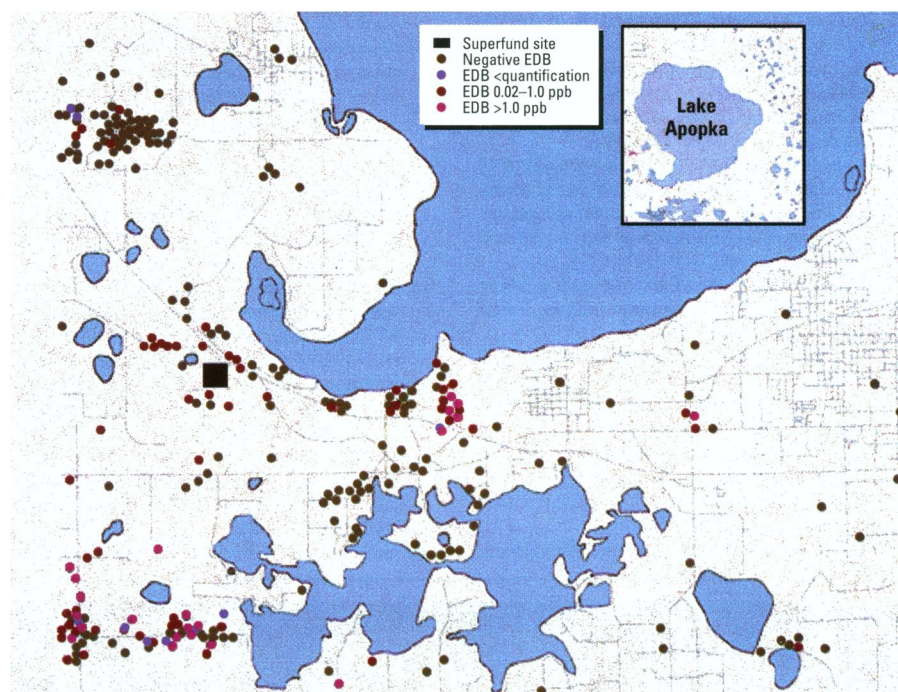 Superfund site
Negative EDB
EDB <quantification
EDB 0.02–1.0 ppb
EDB >1.0 ppb
Lake
Apopka